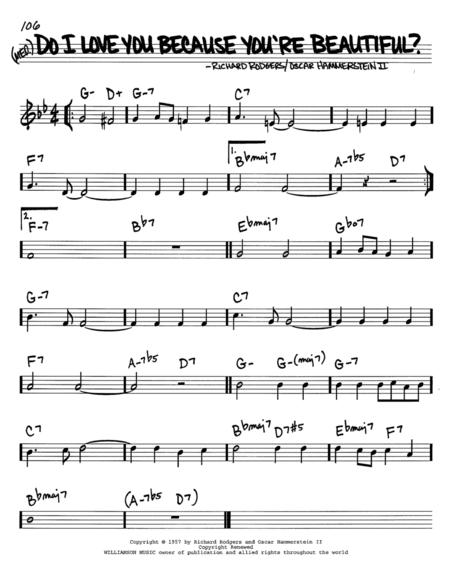 106
(MED.) DO I LOVE YOU BECAUSE YOU'RE BEAUTIFUL?
- RICHARD RODGERS/OSCAR HAMMERSTEIN II
G- D+ G-7 C7
F7 1. Bbmaj7 A-7b5 D7
2. F-7 Bb7 Ebmaj7 Gbo7
G-7 C7
F7 A-7b5 D7 G- G-(maj7) G-7
C7 Bbmaj7 D7#5 Ebmaj7 F7
Bbmaj7 (A-7b5 D7)
Copyright © 1957 by Richard Rodgers and Oscar Hammerstein II
Copyright Renewed
WILLIAMSON MUSIC owner of publication and allied rights throughout the world